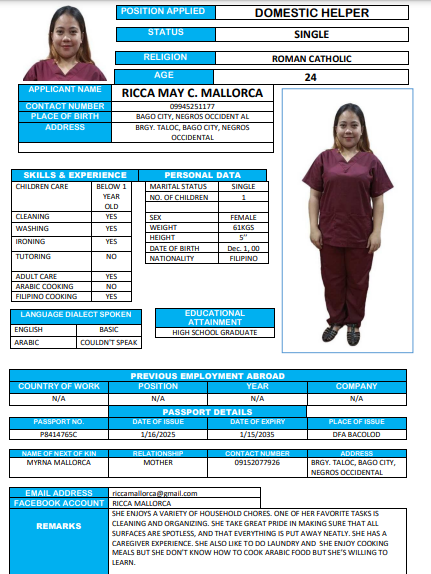 POSITION APPLIED DOMESTIC HELPER
STATUS SINGLE
RELIGION ROMAN CATHOLIC
AGE 24
APPLICANT NAME RICCA MAY C. MALLORCA
CONTACT NUMBER 09945251177
PLACE OF BIRTH BAGO CITY, NEGROS OCCIDENT AL
ADDRESS BRGY. TALOC, BAGO CITY, NEGROS
OCCIDENTAL
SKILLS & EXPERIENCE
CHILDREN CARE BELOW 1
YEAR
OLD
CLEANING YES
WASHING YES
IRONING YES
TUTORING NO
ADULT CARE YES
ARABIC COOKING NO
FILIPINO COOKING YES
PERSONAL DATA
MARITAL STATUS SINGLE
NO. OF CHILDREN 1
SEX FEMALE
WEIGHT 61KGS
HEIGHT 5"
DATE OF BIRTH Dec. 1, 00
NATIONALITY FILIPINO
LANGUAGE DIALECT SPOKEN
ENGLISH BASIC
ARABIC COULDN'T SPEAK
EDUCATIONAL
ATTAINMENT
HIGH SCHOOL GRADUATE
PREVIOUS EMPLOYMENT ABROAD
COUNTRY OF WORK POSITION YEAR COMPANY
N/A N/A N/A N/A
PASSPORT DETAILS
PASSPORT NO. DATE OF ISSUE DATE OF EXPIRY PLACE OF ISSUE
P8414765C 1/16/2025 1/15/2035 DFA BACOLOD
NAME OF NEXT OF KIN RELATIONSHIP CONTACT NUMBER ADDRESS
MYRNA MALLORCA MOTHER 09152077926 BRGY. TALOC, BAGO CITY,
NEGROS OCCIDENTAL
EMAIL ADDRESS riccamallorca@gmail.com
FACEBOOK ACCOUNT RICCA MALLORCA
REMARKS
SHE ENJOYS A VARIETY OF HOUSEHOLD CHORES. ONE OF HER FAVORITE TASKS IS
CLEANING AND ORGANIZING. SHE TAKE GREAT PRIDE IN MAKING SURE THAT ALL
SURFACES ARE SPOTLESS, AND THAT EVERYTHING IS PUT AWAY NEATLY. SHE HAS A
CAREGIVER EXPERIENCE. SHE ALSO LIKE TO DO LAUNDRY AND SHE ENJOY COOKING
MEALS BUT SHE DON'T KNOW HOW TO COOK ARABIC FOOD BUT SHE'S WILLING TO
LEARN.